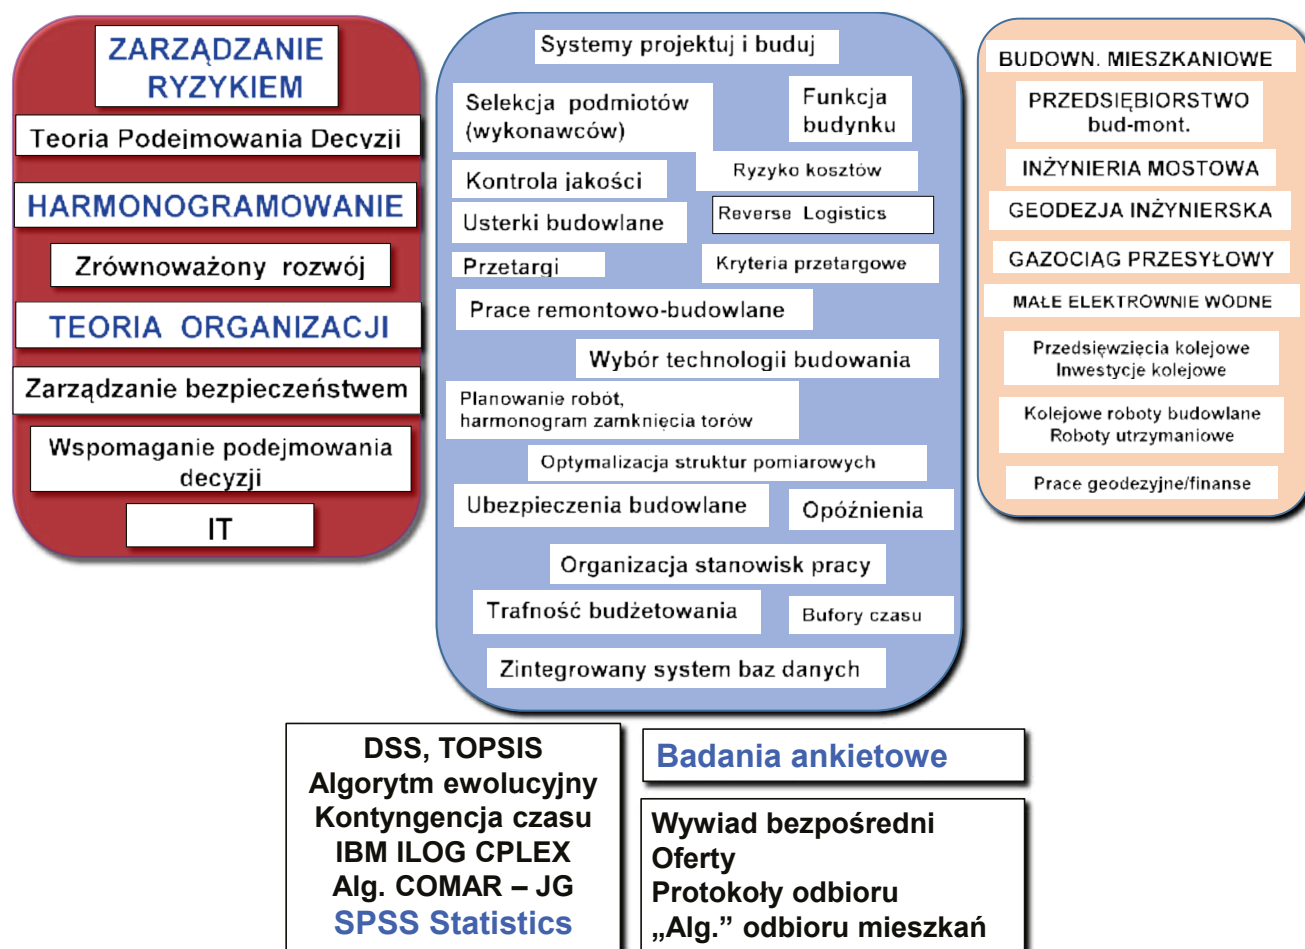 ZARZĄDZANIE
RYZYKIEM
Teoria Podejmowania Decyzji
HARMONOGRAMOWANIE
Zrównoważony rozwój
TEORIA ORGANIZACJI
Zarządzanie bezpieczeństwem
Wspomaganie podejmowania
decyzji
IT
Systemy projektuj i buduj
Selekcja podmiotów
(wykonawców)
Funkcja
budynku
Kontrola jakości
Ryzyko kosztów
Usterki budowlane
Reverse Logistics
Przetargi
Kryteria przetargowe
Prace remontowo-budowlane
Wybór technologii budowania
Planowanie robót,
harmonogram zamknięcia torów
Optymalizacja struktur pomiarowych
Ubezpieczenia budowlane
Opóźnienia
Organizacja stanowisk pracy
Trafność budżetowania
Bufory czasu
Zintegrowany system baz danych
BUDOWN. MIESZKANIOWE
PRZEDSIĘBIORSTWO
bud-mont.
INŻYNIERIA MOSTOWA
GEODEZJA INŻYNIERSKA
GAZOCIĄG PRZESYŁOWY
MAŁE ELEKTROWNIE WODNE
Przedsięwzięcia kolejowe
Inwestycje kolejowe
Kolejowe roboty budowlane
Roboty utrzymaniowe
Prace geodezyjne/finanse
DSS, TOPSIS
Algorytm ewolucyjny
Kontyngencja czasu
IBM ILOG CPLEX
Alg. COMAR – JG
SPSS Statistics
Badania ankietowe
Wywiad bezpośredni
Oferty
Protokoły odbioru
„Alg.” odbioru mieszkań